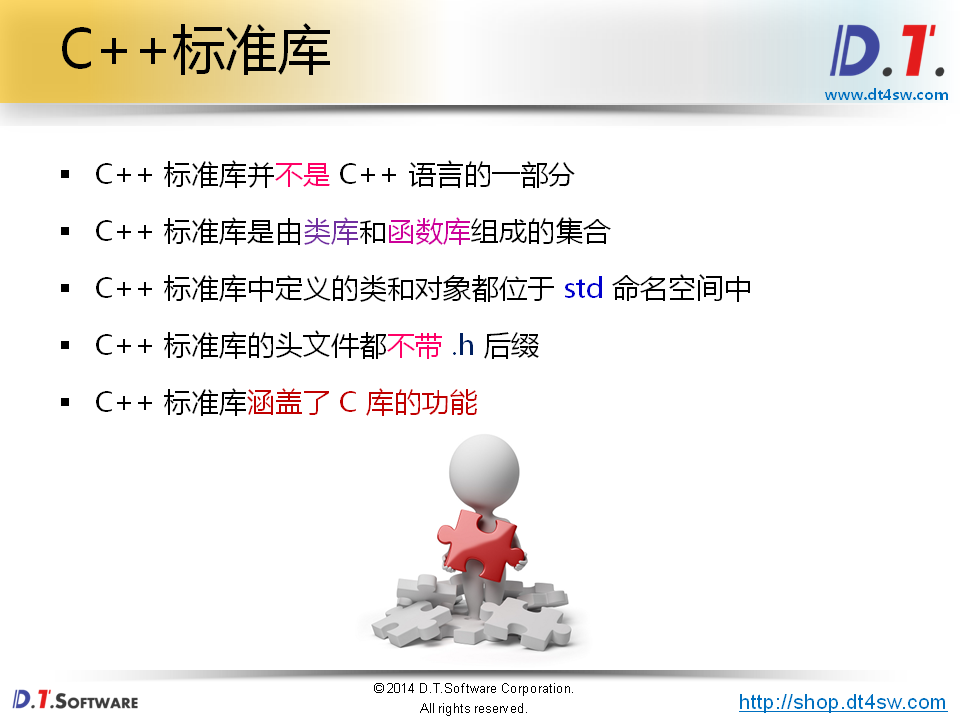 C++标准库
D.T.
www.dt4sw.com
▪ C++ 标准库并不是 C++ 语言的一部分
▪ C++ 标准库是由类库和函数库组成的集合
▪ C++ 标准库中定义的类和对象都位于 std 命名空间中
▪ C++ 标准库的头文件都不带 .h 后缀
▪ C++ 标准库涵盖了 C 库的功能
D.T.SOFTWARE
©2014 D.T.Software Corporation.
All rights reserved.
http://shop.dt4sw.com